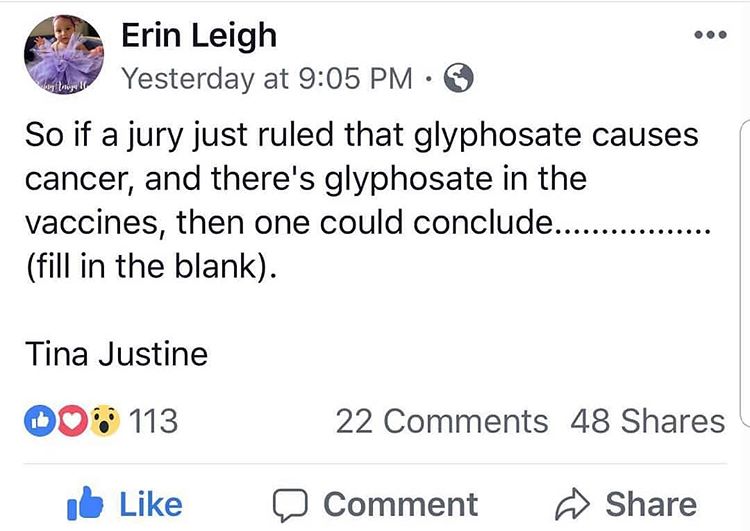 Erin Leigh
Yesterday at 9:05 PM ·
So if a jury just ruled that glyphosate causes
cancer, and there's glyphosate in the
vaccines, then one could conclude.................
(fill in the blank).
Tina Justine
113 22 Comments 48 Shares
Like Comment Share